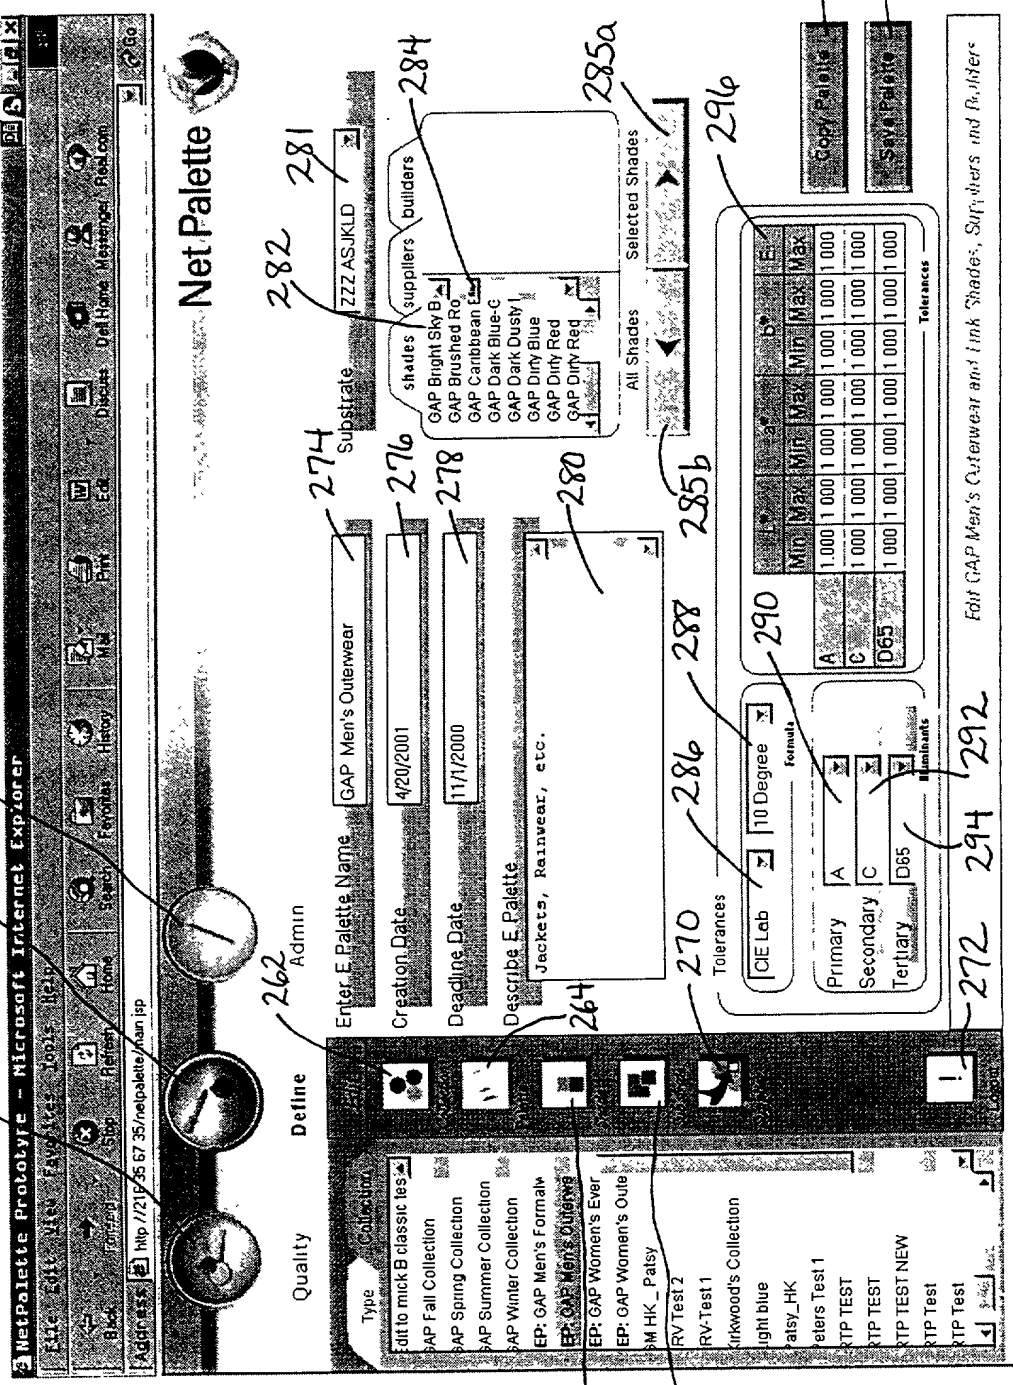 NetPalette Prototype - Microsoft Internet Explorer
File Edit View Favorites Tools Help
Back Forward Stop Refresh Home Search Favorites History Mail Print Edit Discuss Dell Home Messenger Real.com
Address http //216 35 67 35/netpalette/main jsp Go
Quality
Define
Admin
Net Palette
262
Type Collection
Edit to mick B classic tes
GAP Fall Collection
GAP Spring Collection
GAP Summer Collection
GAP Winter Collection
EP: GAP Men's Formalw
EP: GAP Men's Outerwe
EP: GAP Women's Ever
EP: GAP Women's Oute
GM HK _ Patsy
RV Test 2
RV-Test 1
Kirkwood's Collection
Light blue
Patsy_HK
Peters Test 1
RTP TEST
RTP TEST
RTP TEST NEW
RTP Test
RTP Test
Edit
264
270
272
Login
Enter E Palette Name GAP Men's Outerwear
274
Creation Date 4/20/2001
276
Deadline Date 11/1/2000
278
Describe E Palette
Jackets, Rainwear, etc.
280
Substrate ZZZ ASJKLD
281
282
shades suppliers builders
284
GAP Bright Sky B
GAP Brushed Ro
GAP Caribbean
GAP Dark Blue-G
GAP Dark Dusty
GAP Dirty Blue
GAP Dirty Red
GAP Dirty Red
All Shades Selected Shades
285b
285a
Tolerances
286
288
CIE Lab 10 Degree
Formula
290
Primary A
Secondary C
Tertiary D65
Illuminants
294
292
296
L* a* b* E
Min Max Min Max Min Max Max
A 1.000 1 000 1 000 1 000 1 000 1 000 1 000
C 1 000 1 000 1 000 1 000 1 000 1 000 1 000
D65 1 000 1 000 1 000 1 000 1 000 1 000 1 000
Tolerances
Copy Palette
Save Palette
Edit GAP Men's Outerwear and Link Shades, Suppliers and Builders